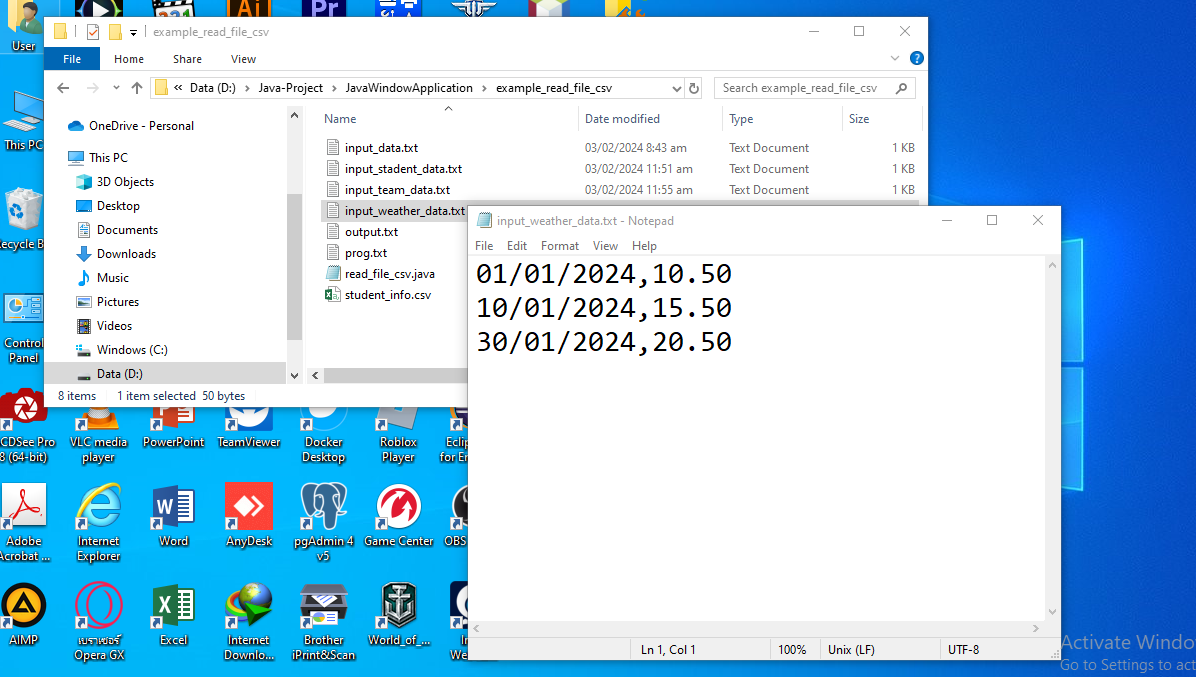 User
Ai
Pr
example_read_file_csv
File Home Share View
« Data (D:) › Java-Project › JavaWindowApplication › example_read_file_csv
Search example_read_file_csv
OneDrive - Personal
This PC
3D Objects
Desktop
Documents
Downloads
Music
Pictures
Videos
Windows (C:)
Data (D:)
Name Date modified Type Size
input_data.txt 03/02/2024 8:43 am Text Document 1 KB
input_stadent_data.txt 03/02/2024 11:51 am Text Document 1 KB
input_team_data.txt 03/02/2024 11:55 am Text Document 1 KB
input_weather_data.txt
output.txt
prog.txt
read_file_csv.java
student_info.csv
8 items 1 item selected 50 bytes
input_weather_data.txt - Notepad
File Edit Format View Help
01/01/2024,10.50
10/01/2024,15.50
30/01/2024,20.50
Ln 1, Col 1 100% Unix (LF) UTF-8
This PC
ecycle B
Control
Panel
CDSee Pro
8 (64-bit)
VLC media
player
PowerPoint
TeamViewer
Docker
Desktop
Roblox
Player
Eclip
for En
Adobe
Acrobat ...
Internet
Explorer
Word
AnyDesk
pgAdmin 4
v5
Game Center
OBS
AIMP
เบราเซอร์
Opera GX
Excel
Internet
Downlo...
Brother
iPrint&Scan
World_of_...
In
We
Activate Windo
Go to Settings to act